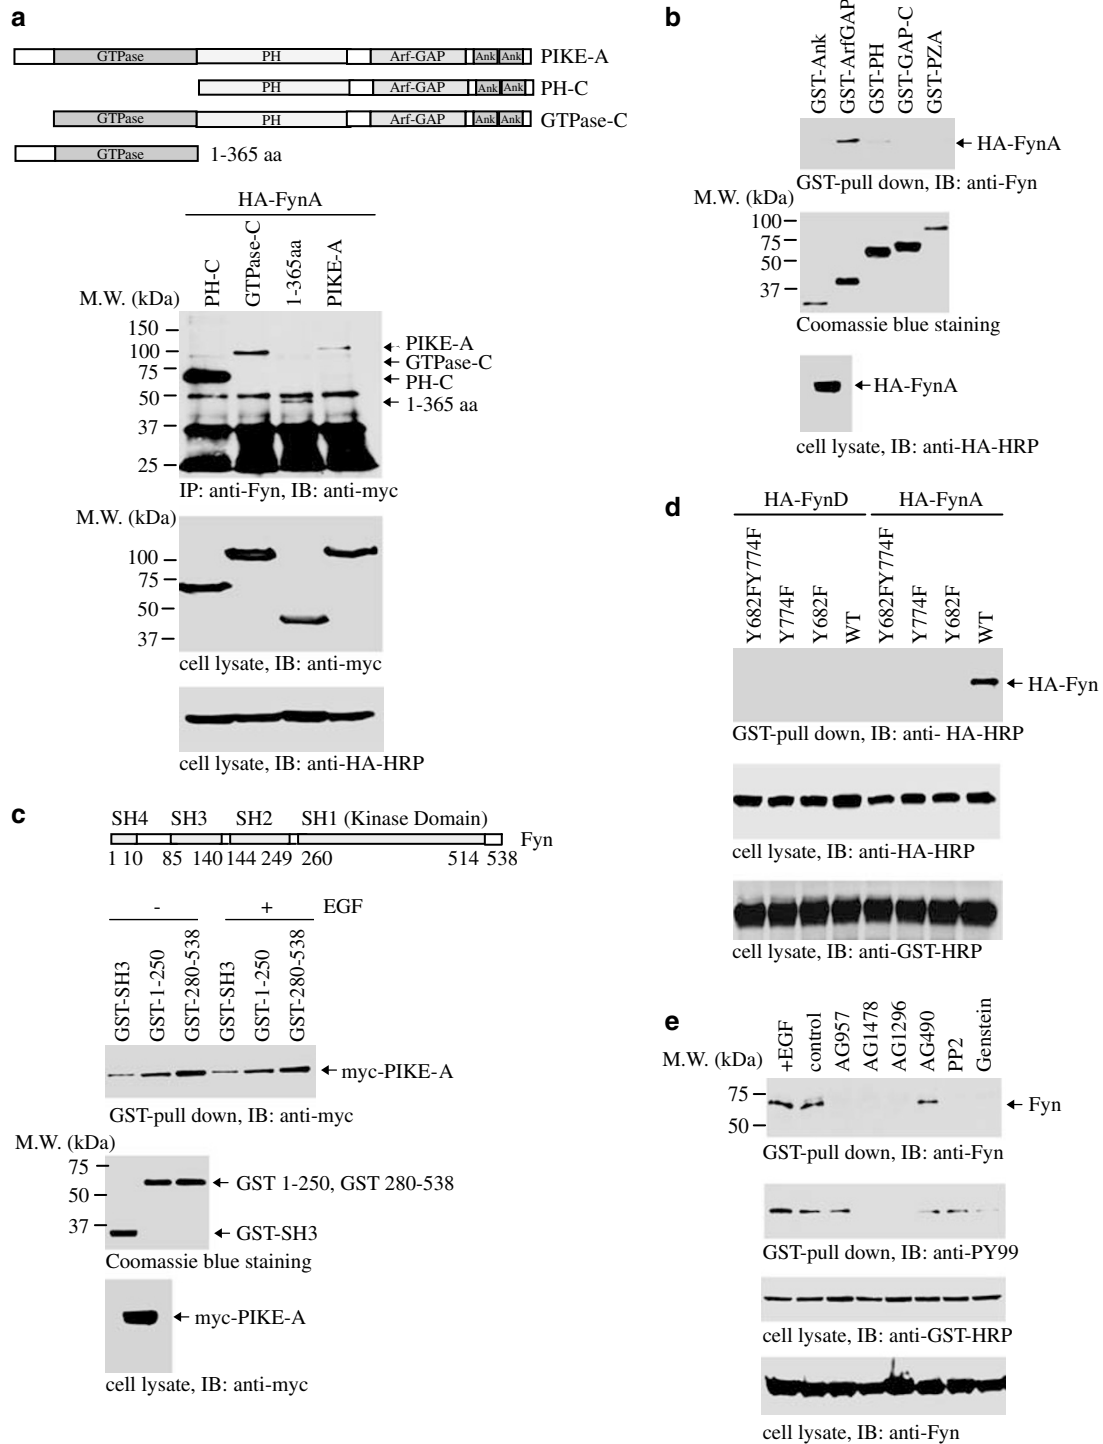 a
GTPase PH Arf-GAP Ank Ank PIKE-A
PH Arf-GAP Ank Ank PH-C
GTPase PH Arf-GAP Ank Ank GTPase-C
GTPase 1-365 aa
HA-FynA
PH-C
GTPase-C
1-365aa
PIKE-A
M.W. (kDa)
150
100
75
50
37
25
PIKE-A
GTPase-C
PH-C
1-365 aa
IP: anti-Fyn, IB: anti-myc
M.W. (kDa)
100
75
50
37
cell lysate, IB: anti-myc
cell lysate, IB: anti-HA-HRP
b
GST-Ank
GST-ArfGAP
GST-PH
GST-GAP-C
GST-PZA
HA-FynA
GST-pull down, IB: anti-Fyn
M.W. (kDa)
100
75
50
37
Coomassie blue staining
HA-FynA
cell lysate, IB: anti-HA-HRP
c
SH4 SH3 SH2 SH1 (Kinase Domain)
Fyn
1 10 85 140 144 249 260 514 538
- + EGF
GST-SH3
GST-1-250
GST-280-538
GST-SH3
GST-1-250
GST-280-538
myc-PIKE-A
GST-pull down, IB: anti-myc
M.W. (kDa)
75
50
37
GST 1-250, GST 280-538
GST-SH3
Coomassie blue staining
myc-PIKE-A
cell lysate, IB: anti-myc
d
HA-FynD HA-FynA
Y682FY774F
Y774F
Y682F
WT
Y682FY774F
Y774F
Y682F
WT
HA-Fyn
GST-pull down, IB: anti- HA-HRP
cell lysate, IB: anti-HA-HRP
cell lysate, IB: anti-GST-HRP
e
+EGF
control
AG957
AG1478
AG1296
AG490
PP2
Genstein
M.W. (kDa)
75
50
Fyn
GST-pull down, IB: anti-Fyn
GST-pull down, IB: anti-PY99
cell lysate, IB: anti-GST-HRP
cell lysate, IB: anti-Fyn